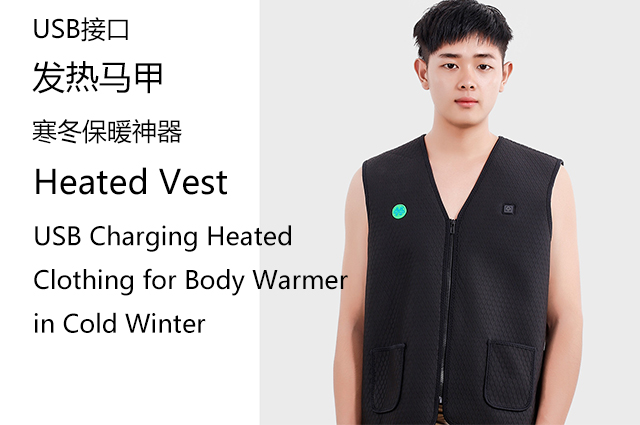 USB接口
发热马甲
寒冬保暖神器
Heated Vest
USB Charging Heated
Clothing for Body Warmer
in Cold Winter